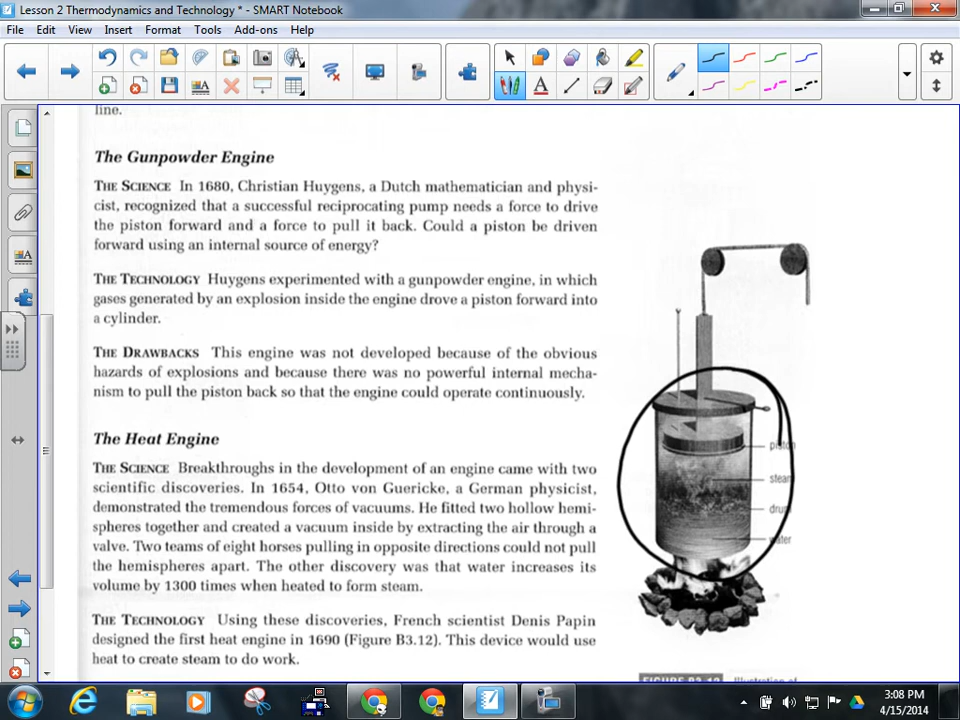 Lesson 2 Thermodynamics and Technology * - SMART Notebook
File Edit View Insert Format Tools Add-ons Help
line.
The Gunpowder Engine
THE SCIENCE In 1680, Christian Huygens, a Dutch mathematician and physi-
cist, recognized that a successful reciprocating pump needs a force to drive
the piston forward and a force to pull it back. Could a piston be driven
forward using an internal source of energy?
THE TECHNOLOGY Huygens experimented with a gunpowder engine, in which
gases generated by an explosion inside the engine drove a piston forward into
a cylinder.
THE DRAWBACKS This engine was not developed because of the obvious
hazards of explosions and because there was no powerful internal mecha-
nism to pull the piston back so that the engine could operate continuously.
The Heat Engine
THE SCIENCE Breakthroughs in the development of an engine came with two
scientific discoveries. In 1654, Otto von Guericke, a German physicist,
demonstrated the tremendous forces of vacuums. He fitted two hollow hemi-
spheres together and created a vacuum inside by extracting the air through a
valve. Two teams of eight horses pulling in opposite directions could not pull
the hemispheres apart. The other discovery was that water increases its
volume by 1300 times when heated to form steam.
THE TECHNOLOGY Using these discoveries, French scientist Denis Papin
designed the first heat engine in 1690 (Figure B3.12). This device would use
heat to create steam to do work.
piston
steam
drum
water
FIGURE B3.12 Illustration of
3:08 PM
4/15/2014